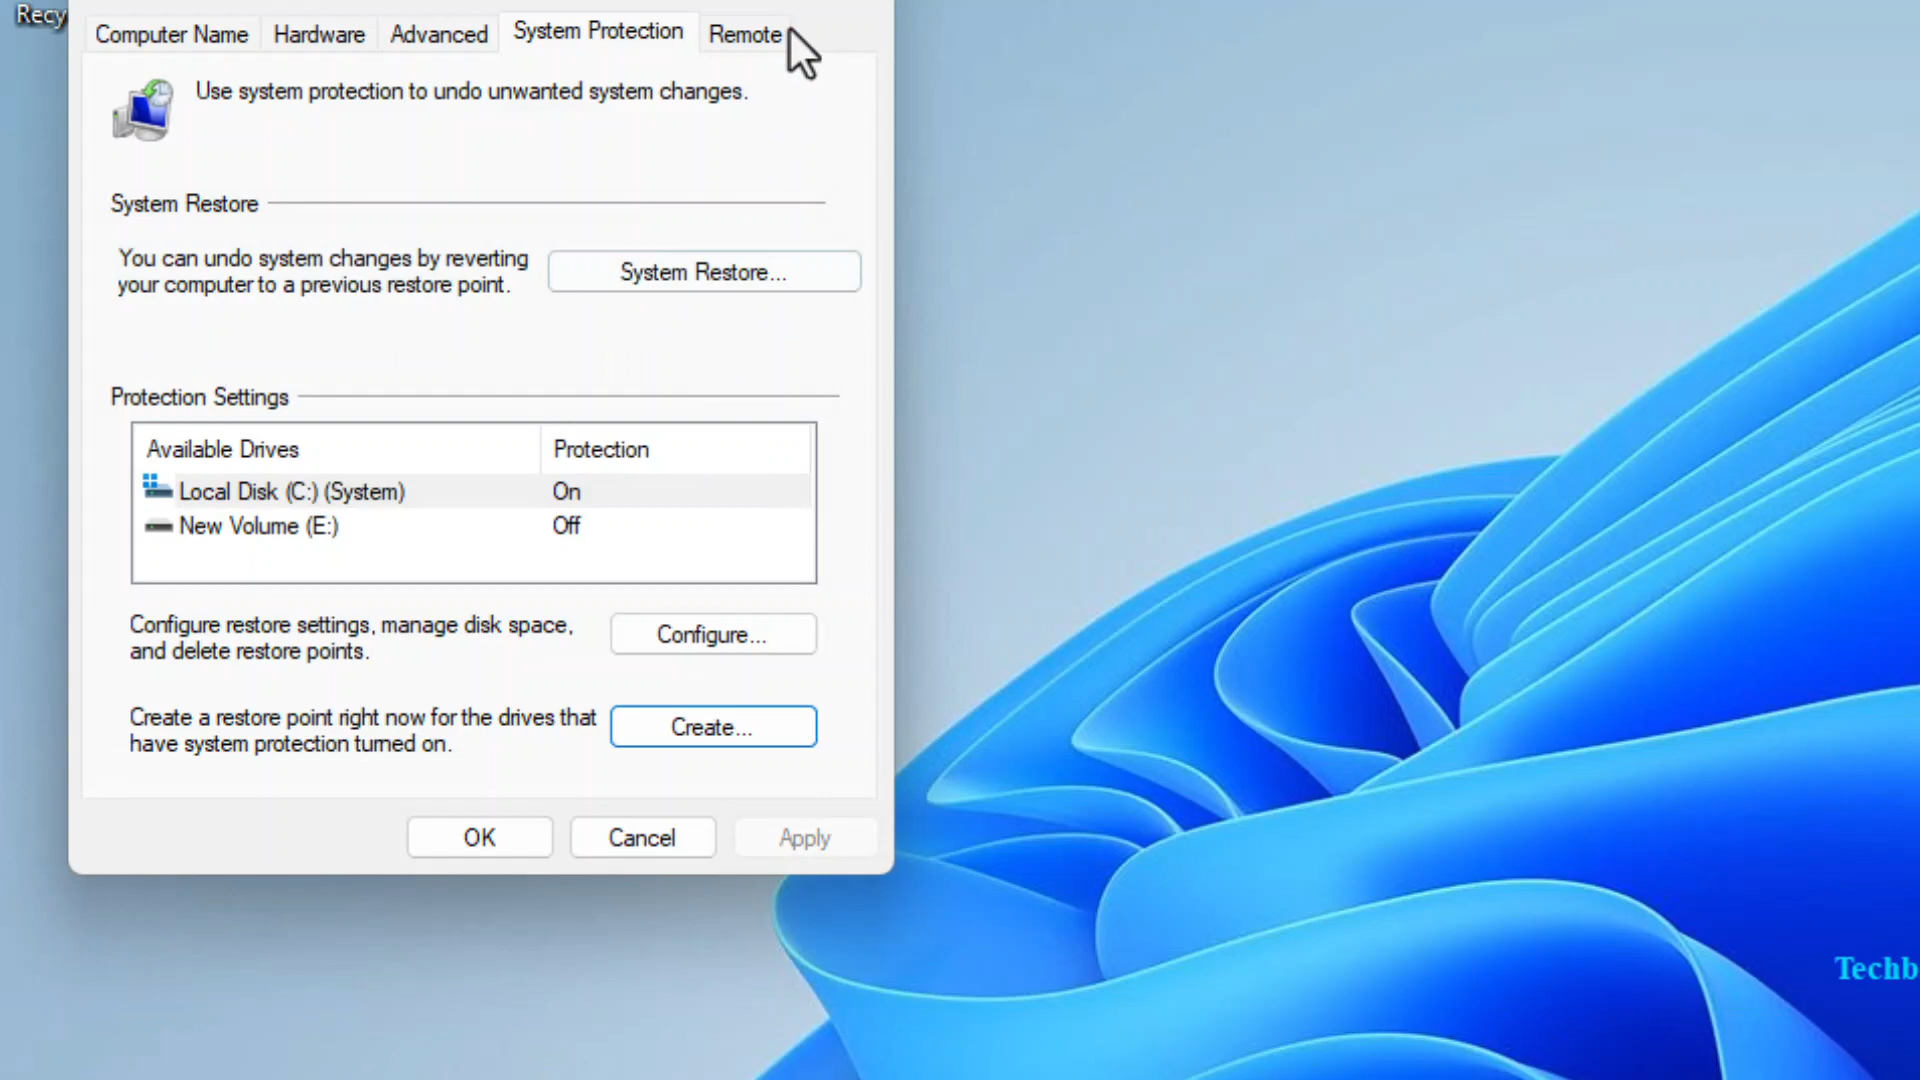 Recy
Computer Name
Hardware
Advanced
System Protection
Remote
Use system protection to undo unwanted system changes.
System Restore
You can undo system changes by reverting
your computer to a previous restore point.
System Restore...
Protection Settings
Available Drives
Protection
Local Disk (C:) (System)
On
New Volume (E:)
Off
Configure restore settings, manage disk space,
and delete restore points.
Configure...
Create a restore point right now for the drives that
have system protection turned on.
Create...
OK
Cancel
Apply
Techb